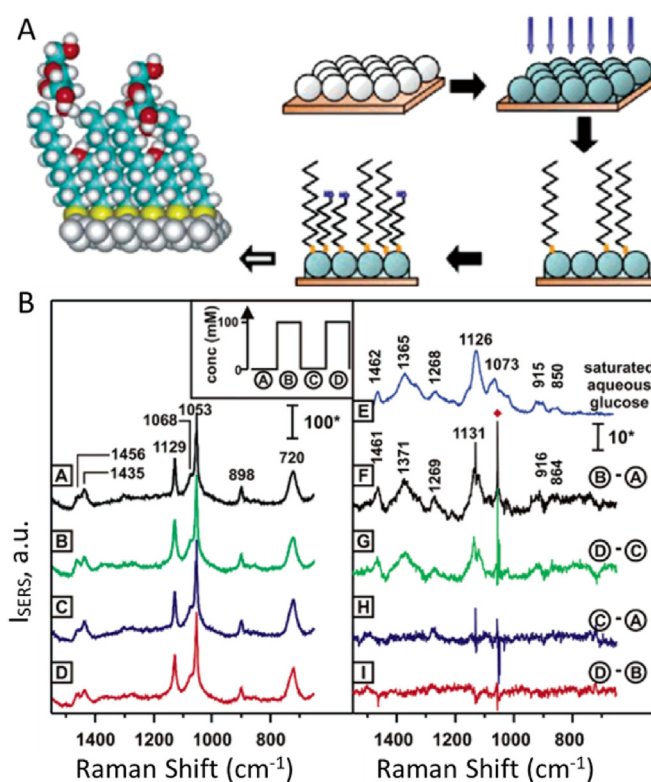 A
B
conc (mM)
100
0
A B C D
1456
1435
1068
1129
1053
100*
898
720
A
B
C
D
1462
1365
1268
1126
1073
915
850
saturated
aqueous
glucose
E
10*
1461
1371
1269
1131
916
864
F
B - A
G
D - C
H
C - A
I
D - B
I_SERS, a.u.
1400 1200 1000 800
1400 1200 1000 800
Raman Shift (cm⁻¹)
Raman Shift (cm⁻¹)